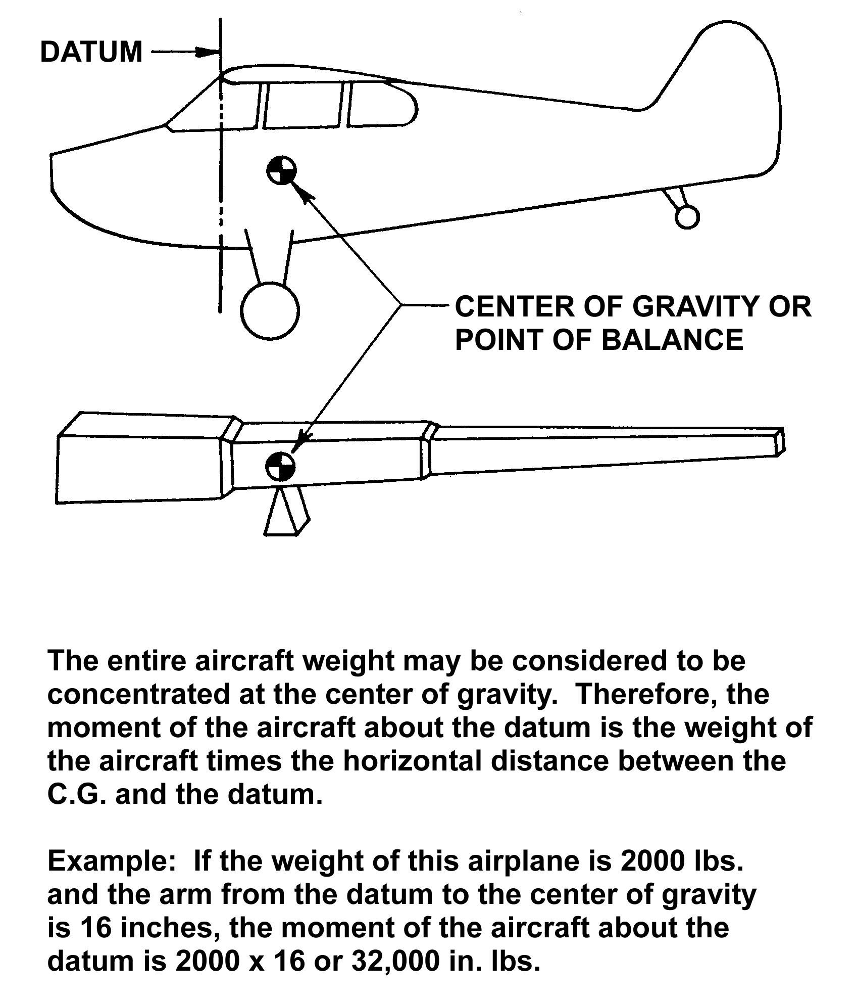 DATUM
CENTER OF GRAVITY OR
POINT OF BALANCE
The entire aircraft weight may be considered to be
concentrated at the center of gravity.  Therefore, the
moment of the aircraft about the datum is the weight of
the aircraft times the horizontal distance between the
C.G. and the datum.
Example:  If the weight of this airplane is 2000 lbs.
and the arm from the datum to the center of gravity
is 16 inches, the moment of the aircraft about the
datum is 2000 x 16 or 32,000 in. lbs.